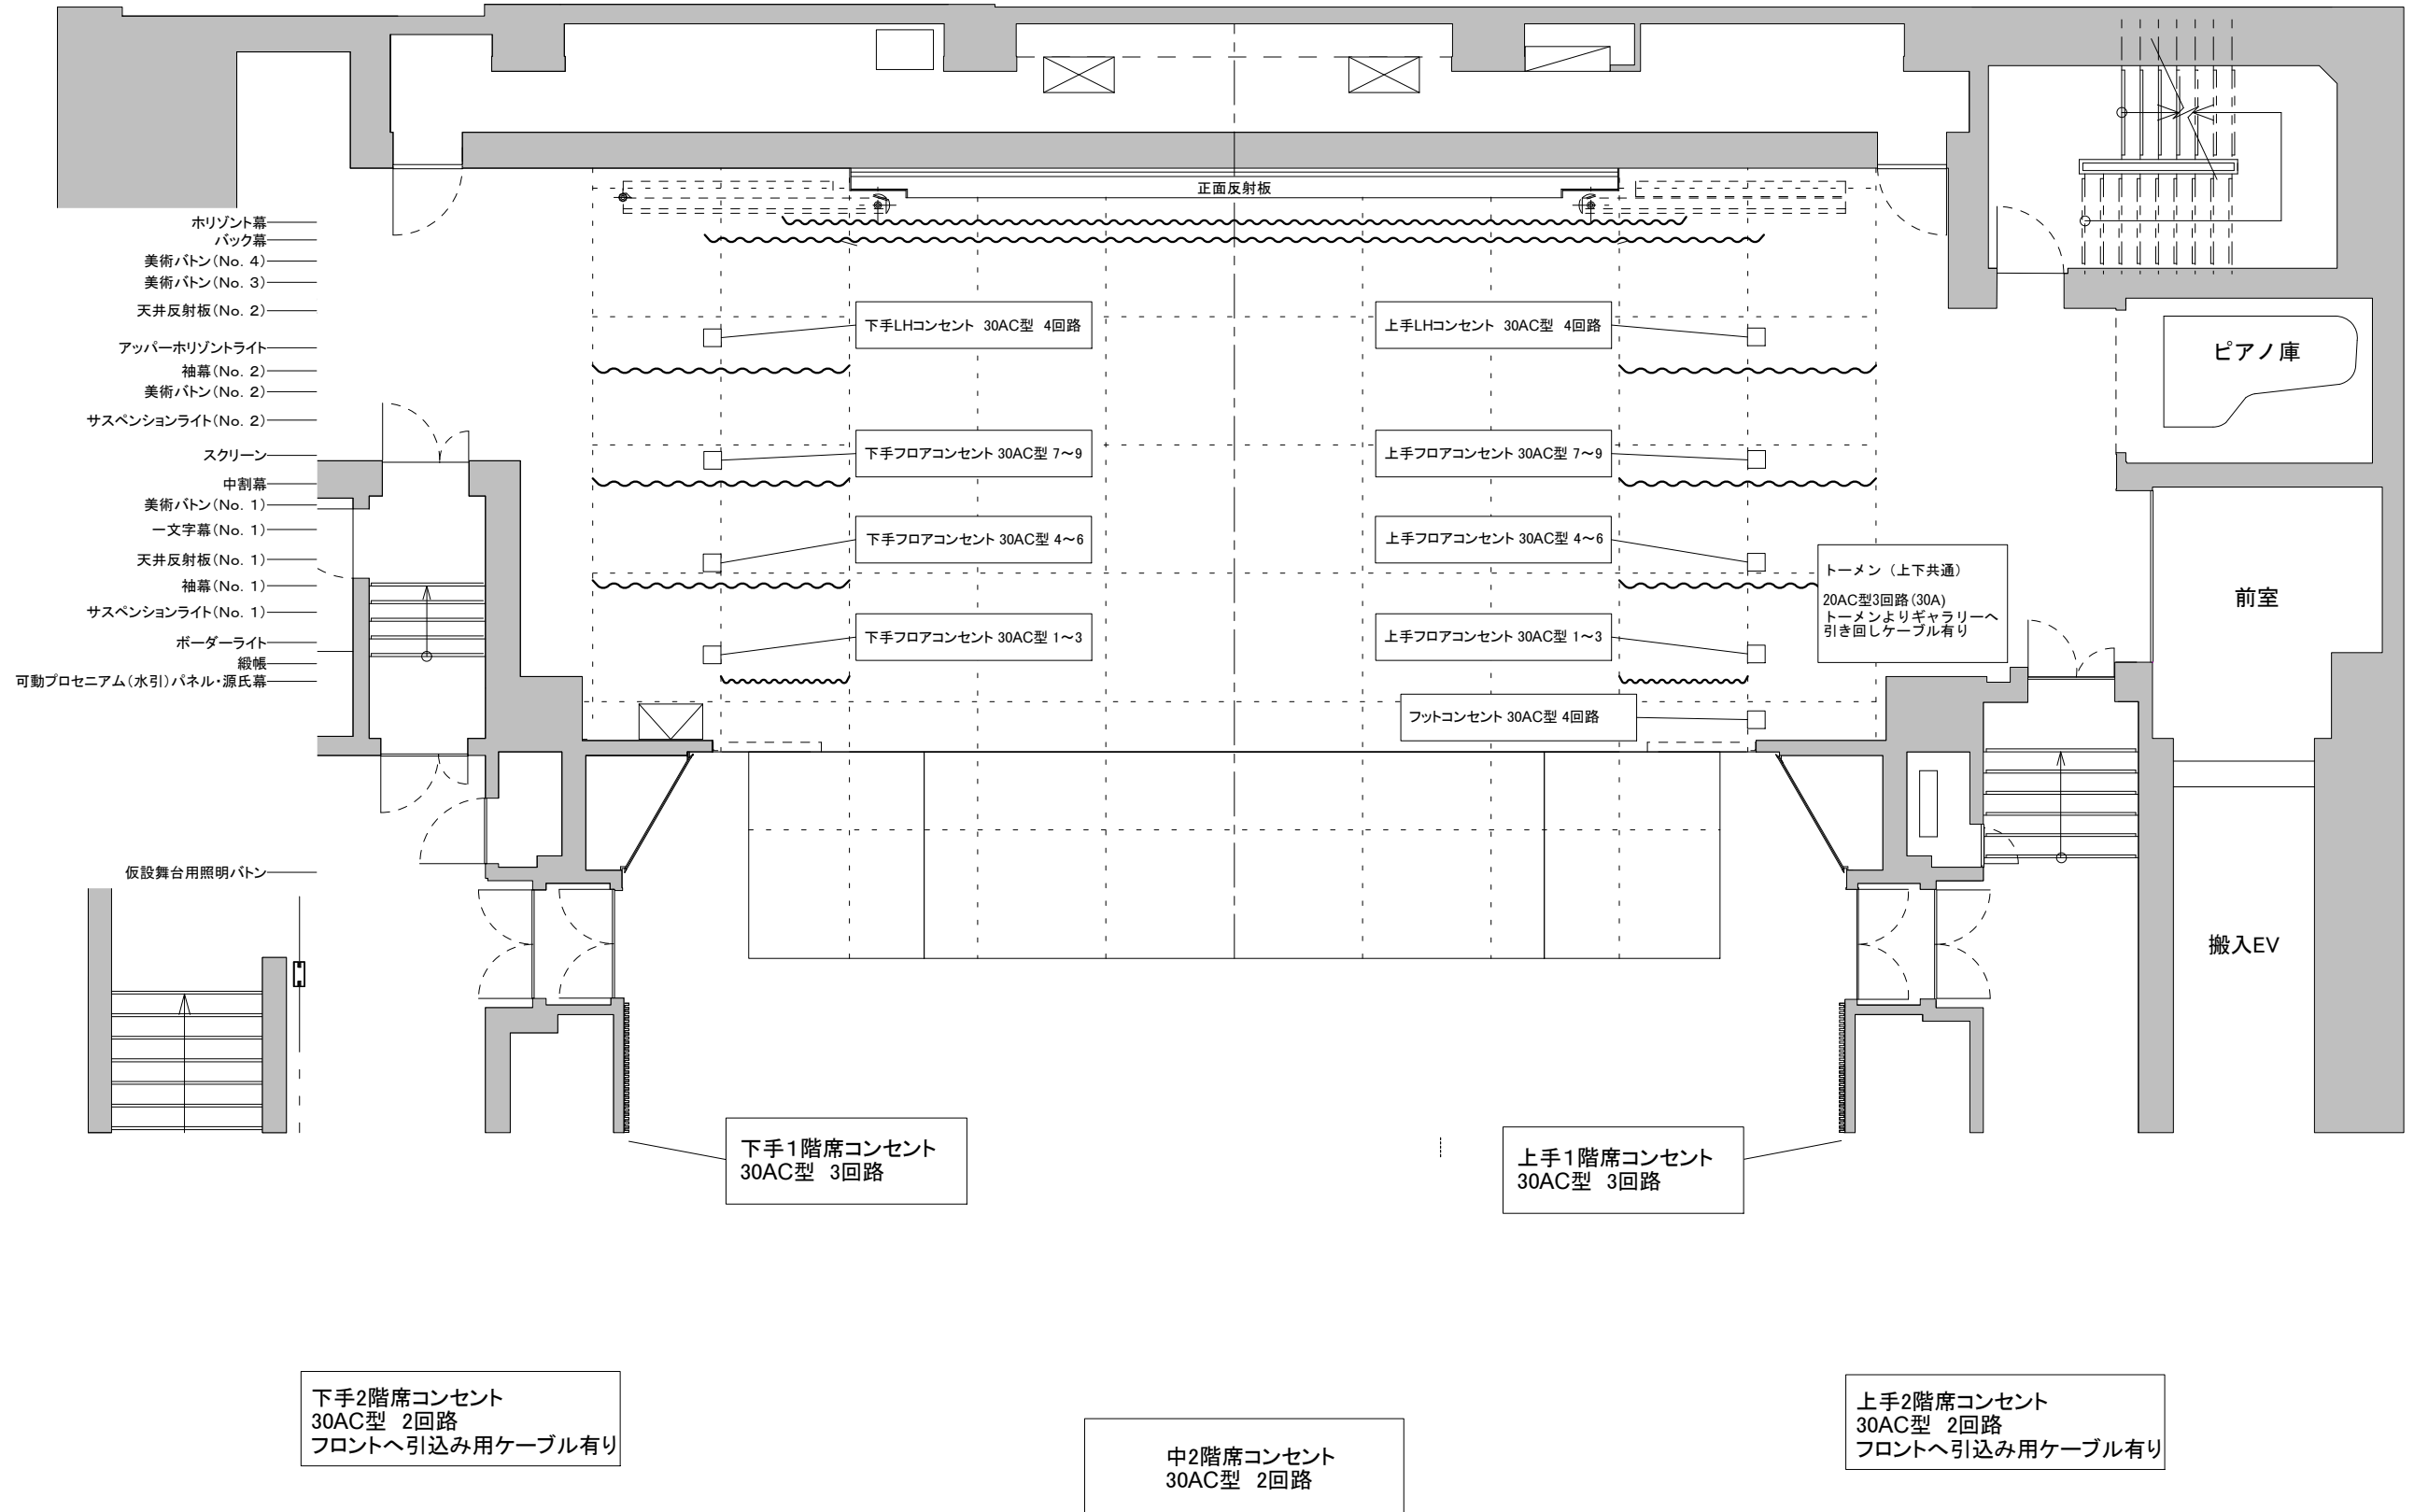 正面反射板
ホリゾント幕
バック幕
美術バトン(No. 4)
美術バトン(No. 3)
天井反射板(No. 2)
アッパーホリゾントライト
袖幕(No. 2)
美術バトン(No. 2)
サスペンションライト(No. 2)
スクリーン
中割幕
美術バトン(No. 1)
一文字幕(No. 1)
天井反射板(No. 1)
袖幕(No. 1)
サスペンションライト(No. 1)
ボーダーライト
緞帳
可動プロセニアム(水引)パネル・源氏幕
仮設舞台用照明バトン
下手LHコンセント 30AC型 4回路
上手LHコンセント 30AC型 4回路
下手フロアコンセント 30AC型 7～9
上手フロアコンセント 30AC型 7～9
下手フロアコンセント 30AC型 4～6
上手フロアコンセント 30AC型 4～6
下手フロアコンセント 30AC型 1～3
上手フロアコンセント 30AC型 1～3
フットコンセント 30AC型 4回路
トーメン（上下共通）
20AC型3回路(30A)
トーメンよりギャラリーへ
引き回しケーブル有り
ピアノ庫
前室
搬入EV
下手1階席コンセント
30AC型 3回路
上手1階席コンセント
30AC型 3回路
下手2階席コンセント
30AC型 2回路
フロントへ引込み用ケーブル有り
中2階席コンセント
30AC型 2回路
上手2階席コンセント
30AC型 2回路
フロントへ引込み用ケーブル有り